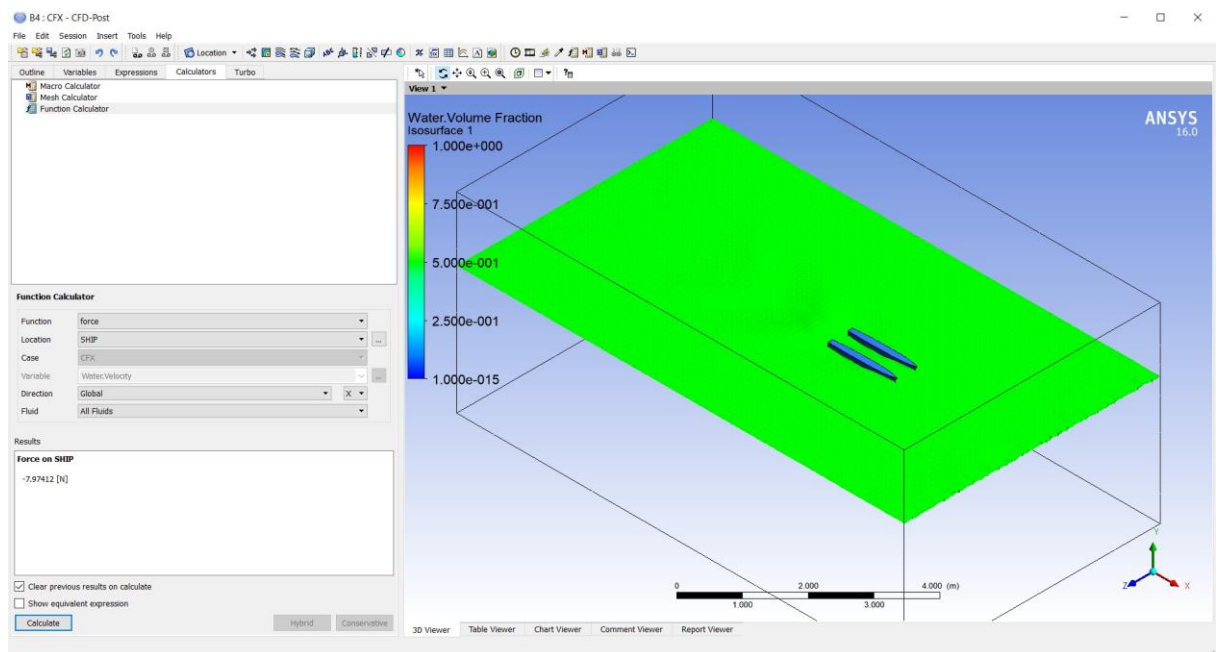 B4 : CFX - CFD-Post
File Edit Session Insert Tools Help
Location
Outline Variables Expressions Calculators Turbo
Macro Calculator
Mesh Calculator
Function Calculator
Function Calculator
Function force
Location SHIP ...
Case CFX
Variable Water.Velocity ...
Direction Global X
Fluid All Fluids
Results
Force on SHIP
-7.97412 [N]
Clear previous results on calculate
Show equivalent expression
Calculate Hybrid Conservative
View 1
Water.Volume Fraction
Isosurface 1
1.000e+000
7.500e-001
5.000e-001
2.500e-001
1.000e-015
ANSYS
16.0
0 2.000 4.000 (m)
1.000 3.000
Y
Z X
3D Viewer Table Viewer Chart Viewer Comment Viewer Report Viewer